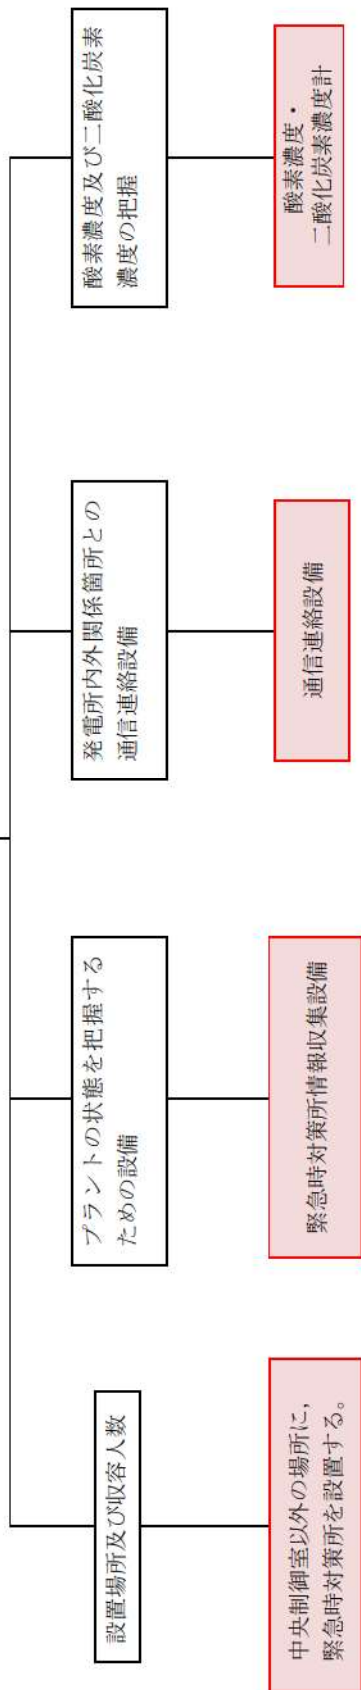 設置場所及び収容人数
中央制御室以外の場所に，
緊急時対策所を設置する。
プラントの状態を把握する
ための設備
緊急時対策所情報収集設備
発電所内外関係箇所との
通信連絡設備
通信連絡設備
酸素濃度及び二酸化炭素
濃度の把握
酸素濃度・
二酸化炭素濃度計